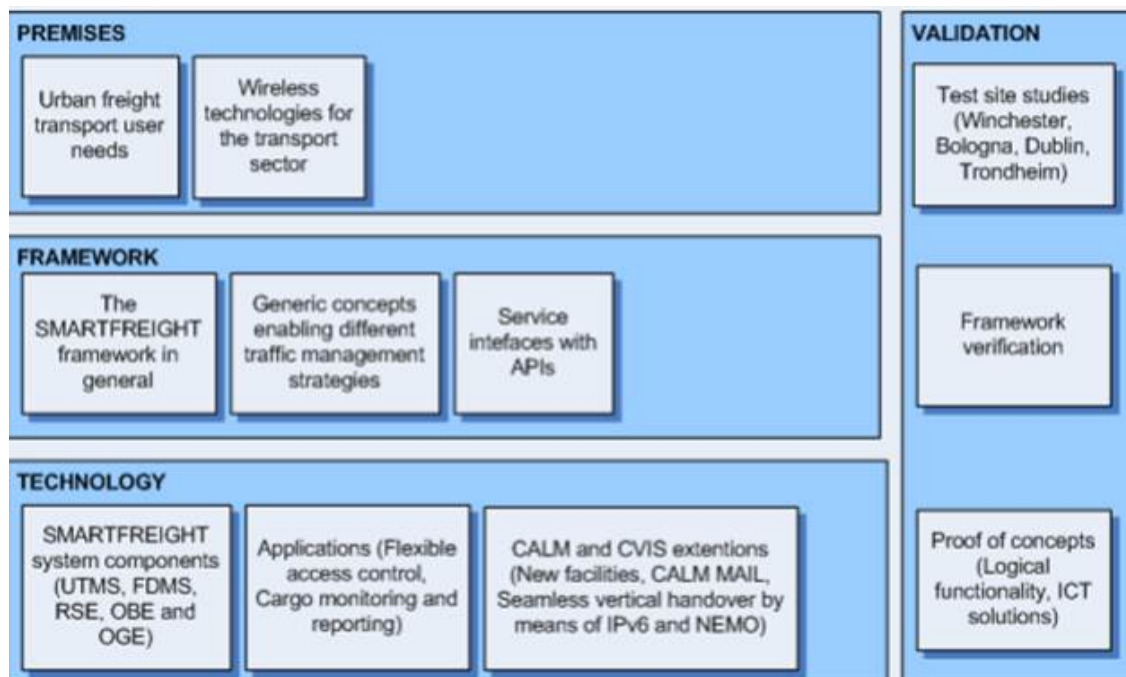 PREMISES
Urban freight
transport user
needs
Wireless
technologies for
the transport
sector
FRAMEWORK
The
SMARTFREIGHT
framework in
general
Generic concepts
enabling different
traffic management
strategies
Service
intefaces with
APIs
TECHNOLOGY
SMARTFREIGHT
system components
(UTMS, FDMS,
RSE, OBE and
OGE)
Applications (Flexible
access control,
Cargo monitoring and
reporting)
CALM and CVIS extentions
(New facilities, CALM MAIL,
Seamless vertical handover by
means of IPv6 and NEMO)
VALIDATION
Test site studies
(Winchester,
Bologna, Dublin,
Trondheim)
Framework
verification
Proof of concepts
(Logical
functionality, ICT
solutions)